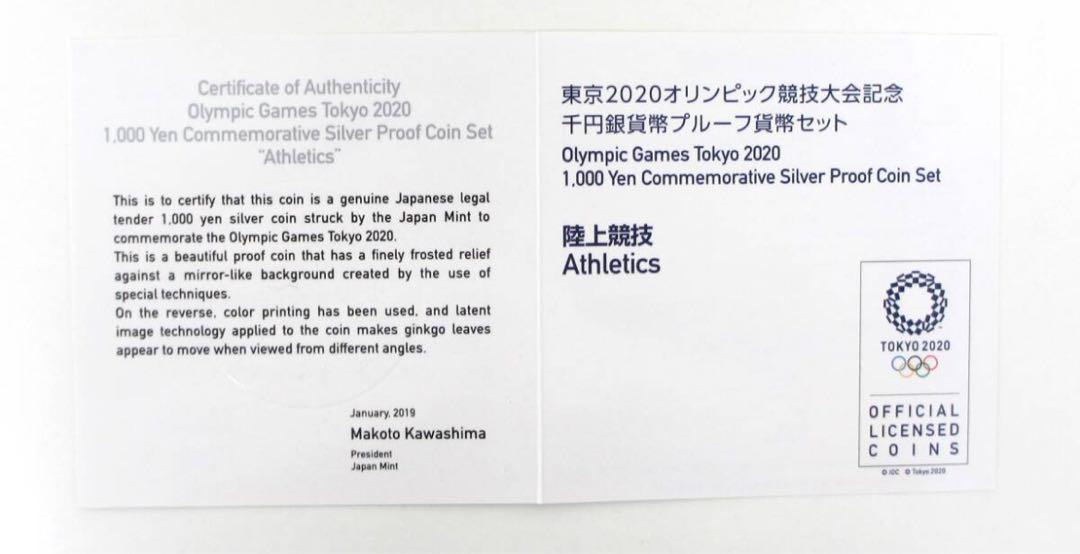 Certificate of Authenticity
Olympic Games Tokyo 2020
1,000 Yen Commemorative Silver Proof Coin Set
"Athletics"
This is to certify that this coin is a genuine Japanese legal
tender 1,000 yen silver coin struck by the Japan Mint to
commemorate the Olympic Games Tokyo 2020.
This is a beautiful proof coin that has a finely frosted relief
against a mirror-like background created by the use of
special techniques.
On the reverse, color printing has been used, and latent
image technology applied to the coin makes ginkgo leaves
appear to move when viewed from different angles.
January, 2019
Makoto Kawashima
President
Japan Mint
東京2020オリンピック競技大会記念
千円銀貨幣プルーフ貨幣セット
Olympic Games Tokyo 2020
1,000 Yen Commemorative Silver Proof Coin Set
陸上競技
Athletics
TOKYO 2020
OFFICIAL
LICENSED
COINS
© IOC © Tokyo 2020